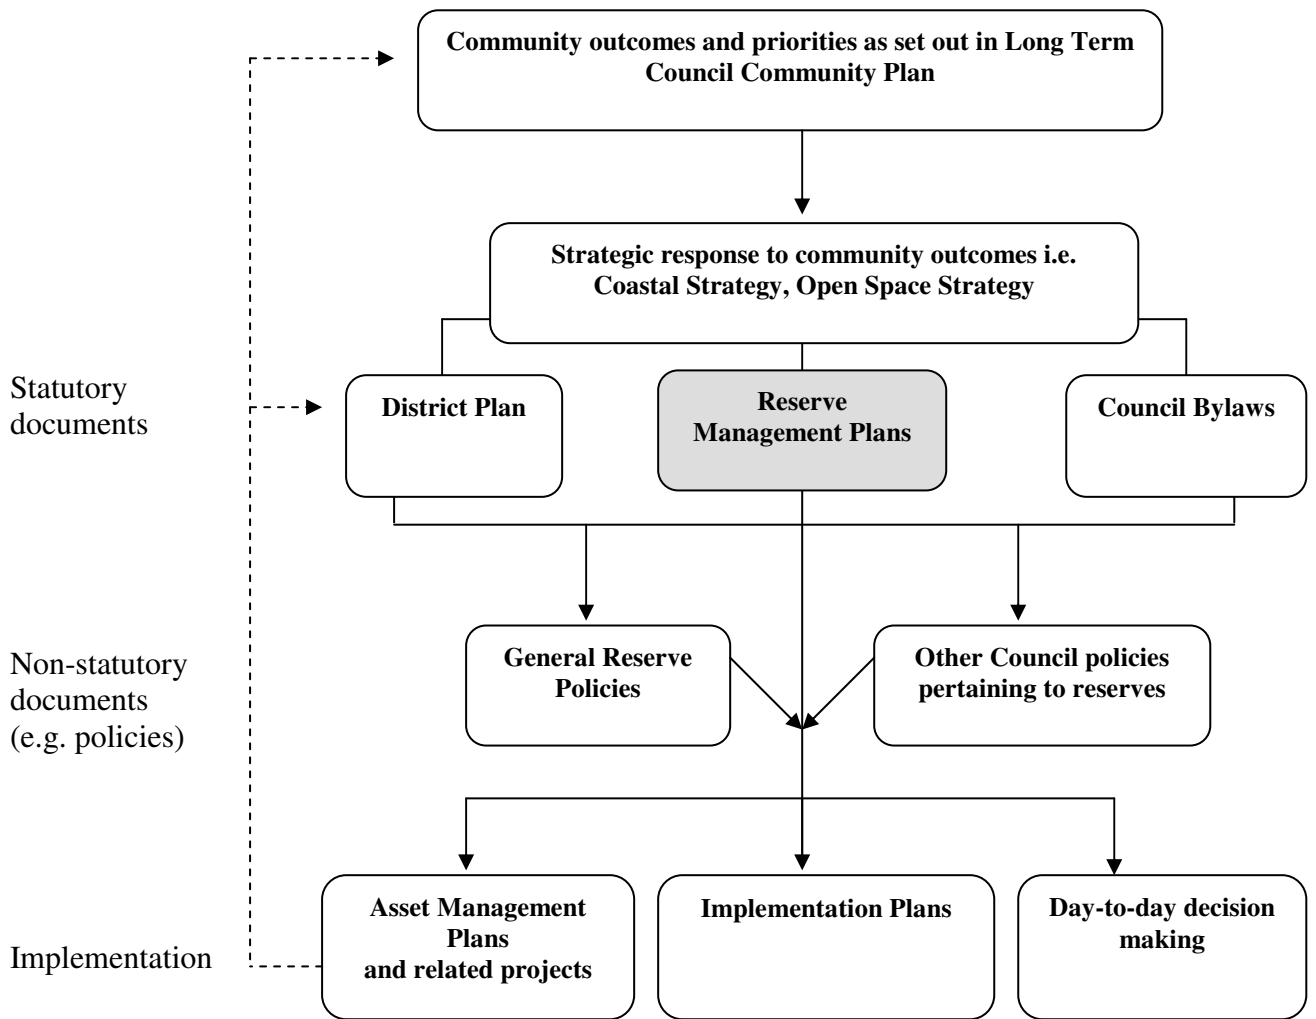 Community outcomes and priorities as set out in Long Term
Council Community Plan
Strategic response to community outcomes i.e.
Coastal Strategy, Open Space Strategy
Statutory
documents
District Plan
Reserve
Management Plans
Council Bylaws
Non-statutory
documents
(e.g. policies)
General Reserve
Policies
Other Council policies
pertaining to reserves
Implementation
Asset Management
Plans
and related projects
Implementation Plans
Day-to-day decision
making